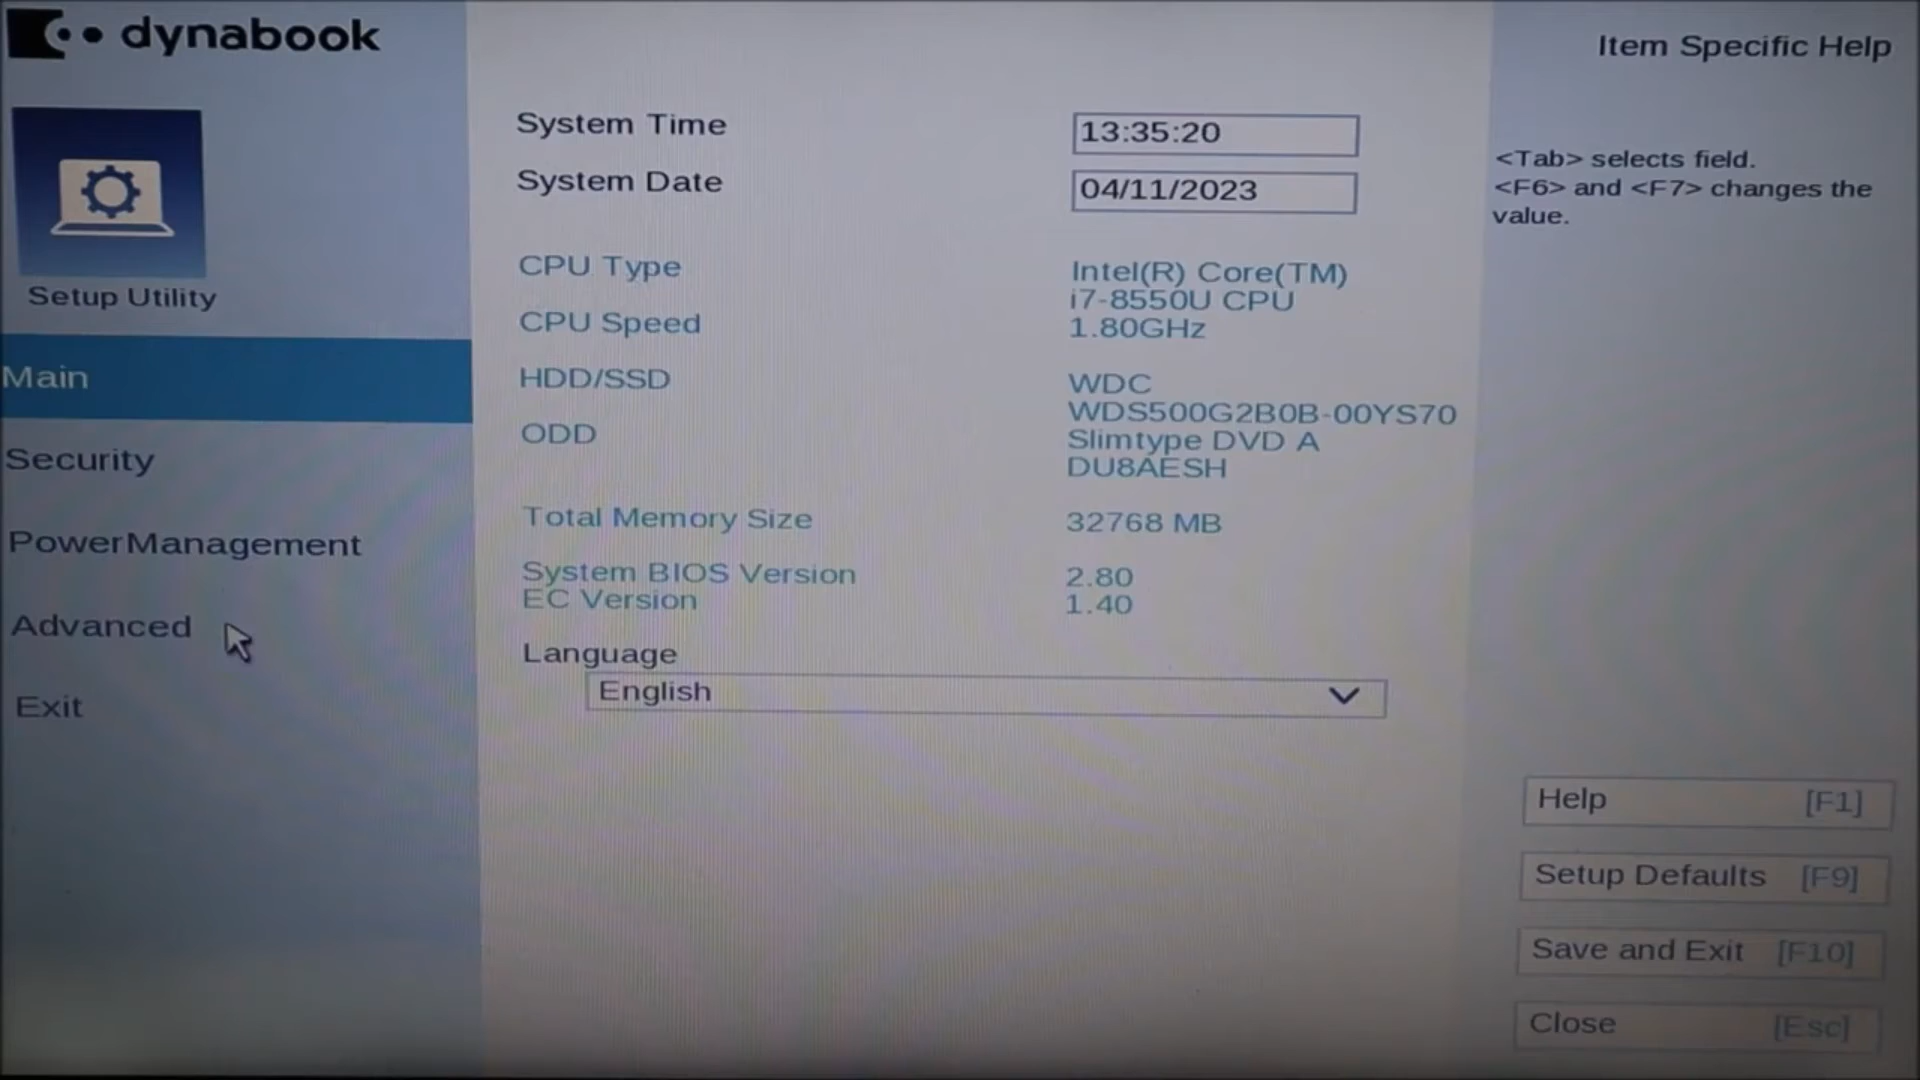 dynabook
Setup Utility
Main
Security
PowerManagement
Advanced
Exit
System Time 13:35:20
System Date 04/11/2023
CPU Type Intel(R) Core(TM)
i7-8550U CPU
CPU Speed 1.80GHz
HDD/SSD WDC
WDS500G2B0B-00YS70
ODD Slimtype DVD A
DU8AESH
Total Memory Size 32768 MB
System BIOS Version 2.80
EC Version 1.40
Language
English
Item Specific Help
<Tab> selects field.
<F6> and <F7> changes the
value.
Help [F1]
Setup Defaults [F9]
Save and Exit [F10]
Close [Esc]